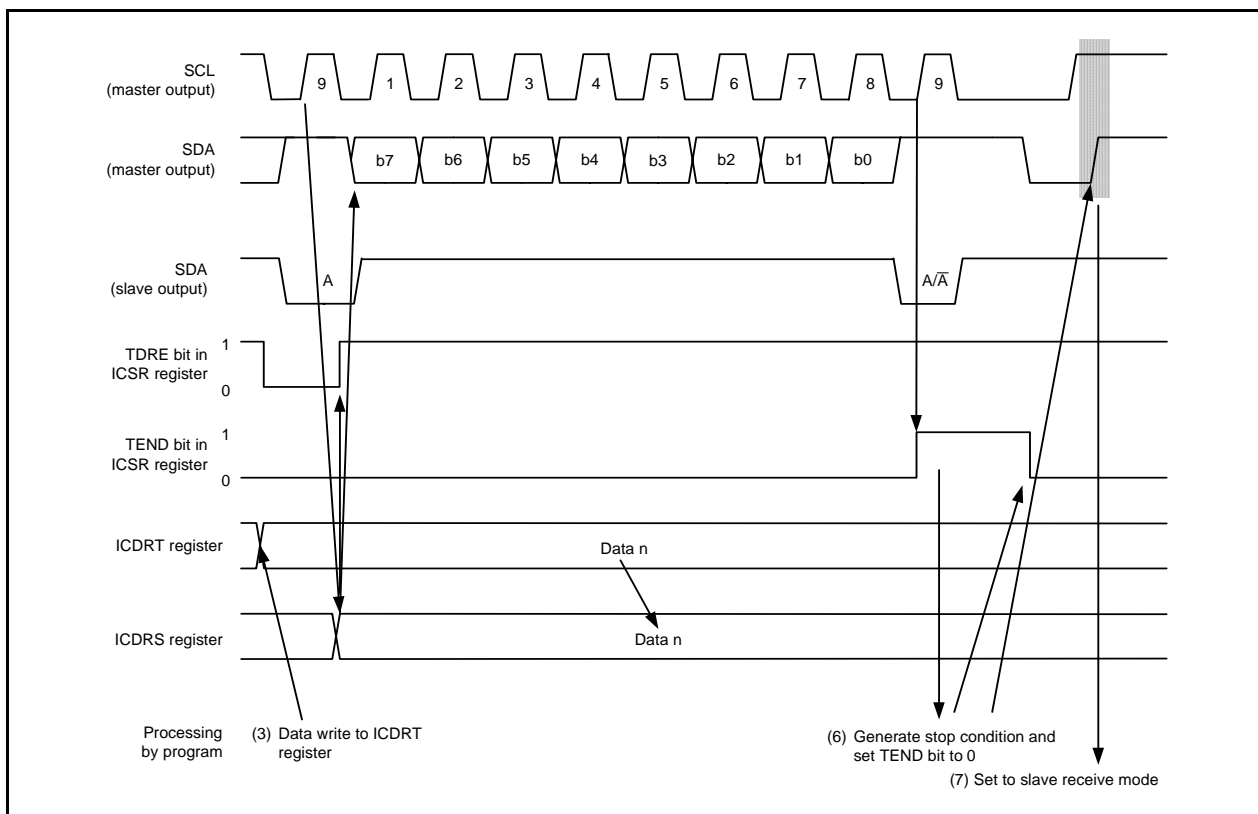 SCL
(master output)
9 1 2 3 4 5 6 7 8 9
SDA
(master output)
b7 b6 b5 b4 b3 b2 b1 b0
SDA
(slave output)
A A/A̅
TDRE bit in
ICSR register
1
0
TEND bit in
ICSR register
1
0
ICDRT register
Data n
ICDRS register
Data n
Processing
by program
(3) Data write to ICDRT
register
(6) Generate stop condition and
set TEND bit to 0
(7) Set to slave receive mode